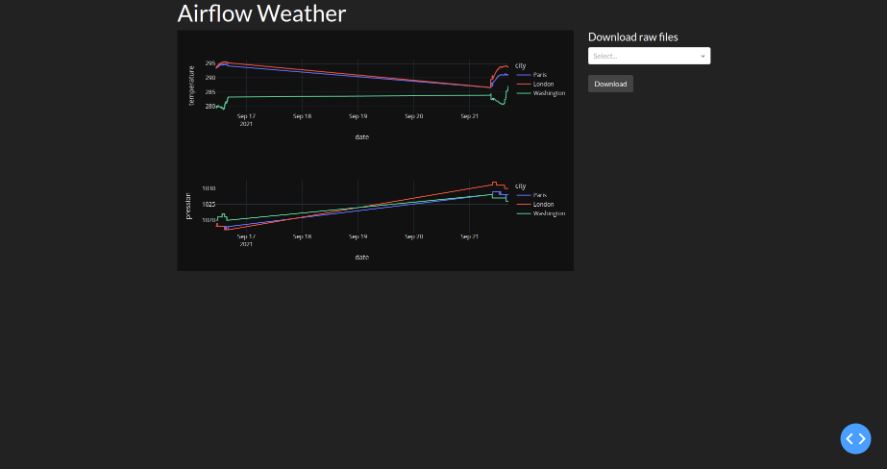 Airflow Weather
Download raw files
Select...
Download
temperature
295
290
285
280
Sep 17
2021
Sep 18
Sep 19
Sep 20
Sep 21
date
city
Paris
London
Washington
pression
1030
1025
1020
Sep 17
2021
Sep 18
Sep 19
Sep 20
Sep 21
date
city
Paris
London
Washington